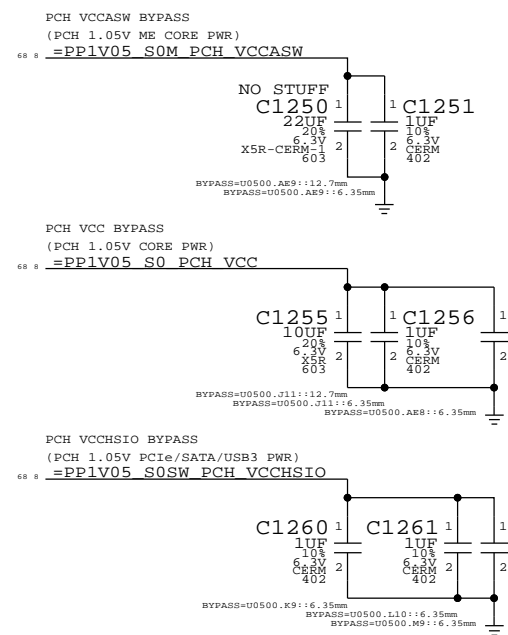 PCH VCCASW BYPASS
(PCH 1.05V ME CORE PWR)
68 8 =PP1V05_S0M_PCH_VCCASW
NO STUFF
C1250 1
22UF
20%
6.3V
X5R-CERM-1 2
603
1 C1251
1UF
10%
6.3V
2 CERM
402
BYPASS=U0500.AE9::12.7mm
BYPASS=U0500.AE9::6.35mm
PCH VCC BYPASS
(PCH 1.05V CORE PWR)
68 8 =PP1V05_S0_PCH_VCC
C1255 1
10UF
20%
6.3V
X5R 2
603
1 C1256
1UF
10%
6.3V
2 CERM
402
1
2
BYPASS=U0500.J11::12.7mm
BYPASS=U0500.J11::6.35mm
BYPASS=U0500.AE8::6.35mm
PCH VCCHSIO BYPASS
(PCH 1.05V PCIe/SATA/USB3 PWR)
68 8 =PP1V05_S0SW_PCH_VCCHSIO
C1260 1
1UF
10%
6.3V
CERM 2
402
C1261 1
1UF
10%
6.3V
CERM 2
402
1
2
BYPASS=U0500.K9::6.35mm
BYPASS=U0500.L10::6.35mm
BYPASS=U0500.M9::6.35mm